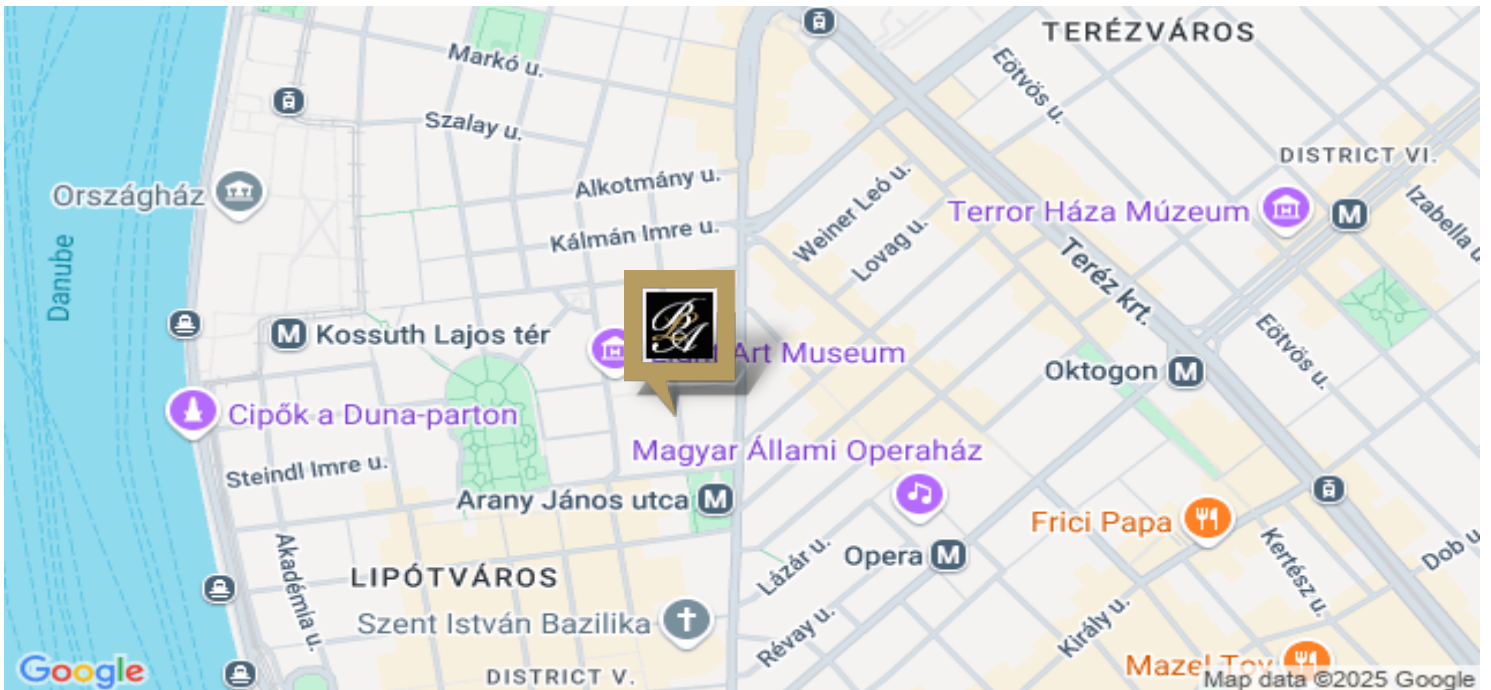 TERÉZVÁROS
Markó u.
Eötvös u.
Szalay u.
DISTRICT VI.
Alkotmány u.
Országház
Weiner Leó u.
Terror Háza Múzeum
M
Izabella u
Kálmán Imre u.
Lovag u.
Danube
Teréz krt.
BLA
M Kossuth Lajos tér
Art Museum
Eötvös u.
Oktogon M
Cipők a Duna-parton
Magyar Állami Operaház
Steindl Imre u.
Arany János utca M
Frici Papa
Akadémia u.
Lázár u.
Opera M
Kertész u.
Dob u
LIPÓTVÁROS
Szent István Bazilika
Révay u.
Király u.
Google
DISTRICT V.
Mazel Tov
Map data ©2025 Google